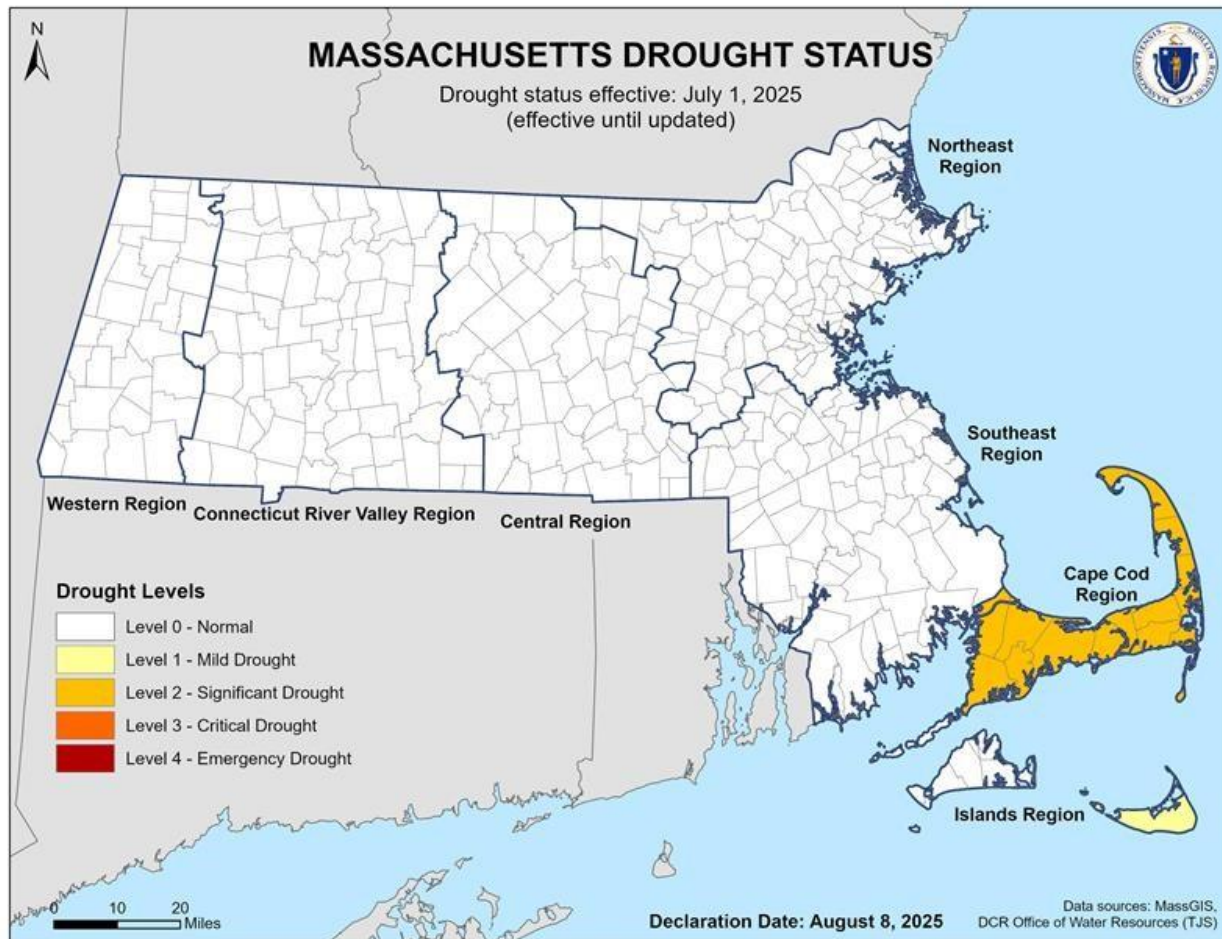 N
MASSACHUSETTS DROUGHT STATUS
Drought status effective: July 1, 2025
(effective until updated)
Northeast
Region
Southeast
Region
Western Region
Connecticut River Valley Region
Central Region
Cape Cod
Region
Drought Levels
Level 0 - Normal
Level 1 - Mild Drought
Level 2 - Significant Drought
Level 3 - Critical Drought
Level 4 - Emergency Drought
Islands Region
0 10 20
Miles
Declaration Date: August 8, 2025
Data sources: MassGIS,
DCR Office of Water Resources (TJS)